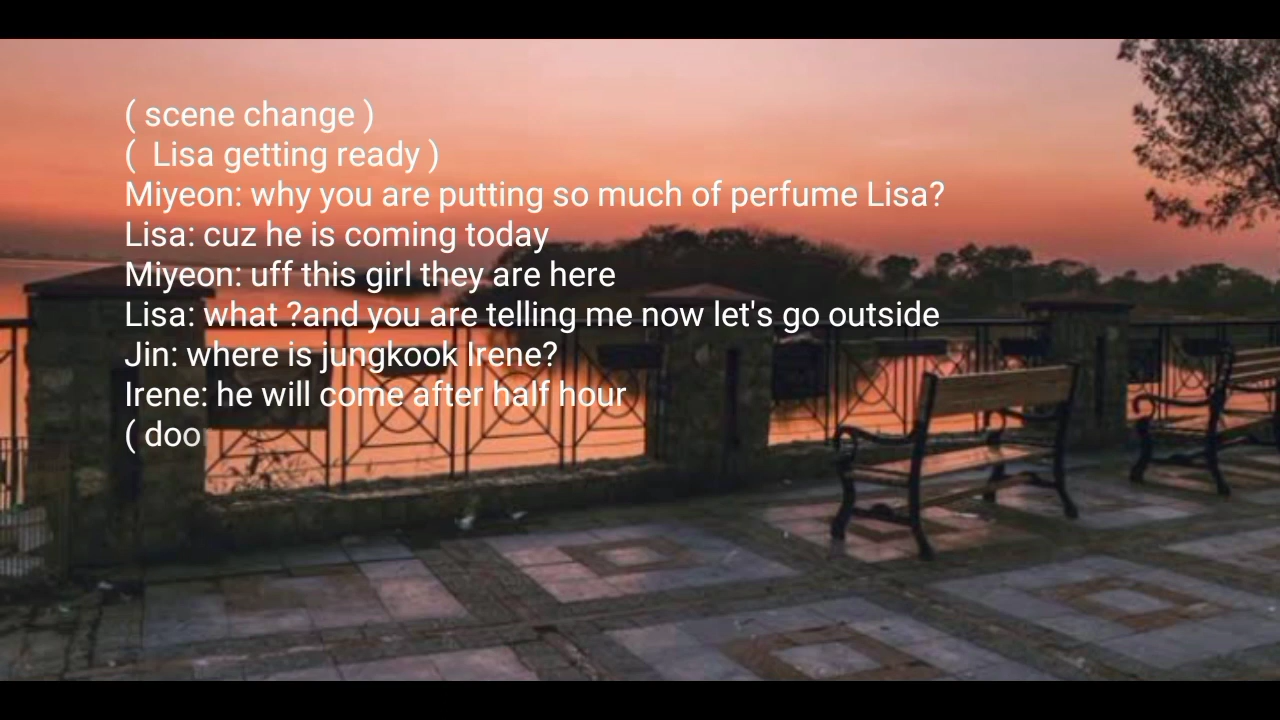 ( scene change )
(  Lisa getting ready )
Miyeon: why you are putting so much of perfume Lisa?
Lisa: cuz he is coming today
Miyeon: uff this girl they are here
Lisa: what ?and you are telling me now let's go outside
Jin: where is jungkook Irene?
Irene: he will come after half hour
( doo